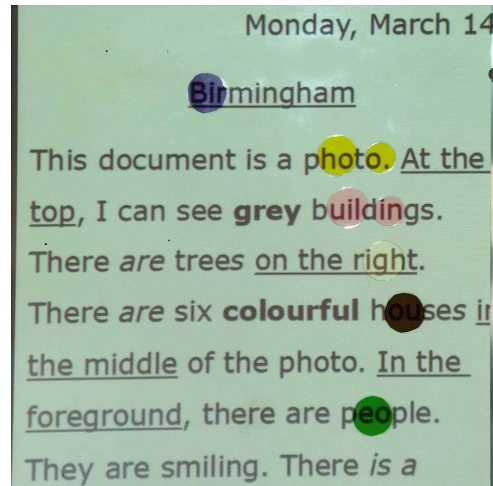 Monday, March 14
Birmingham
This document is a photo. At the
top, I can see grey buildings.
There are trees on the right.
There are six colourful houses in
the middle of the photo. In the
foreground, there are people.
They are smiling. There is a